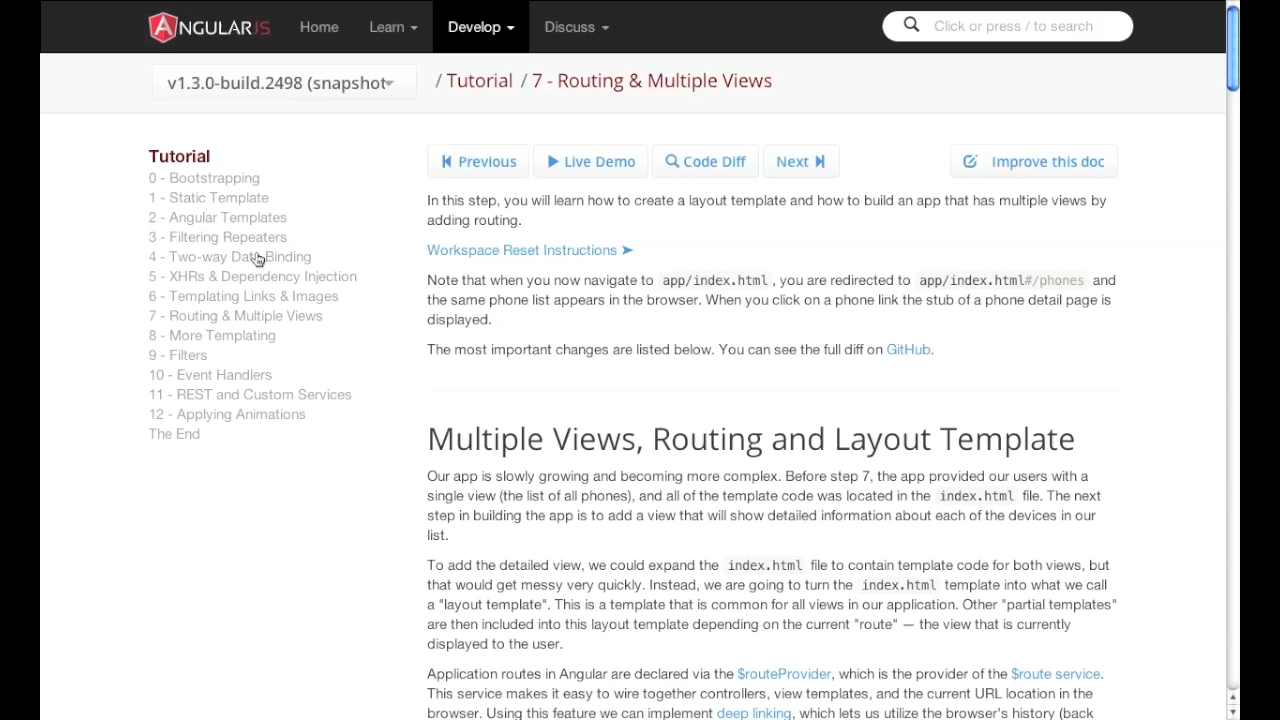 ANGULARJS Home Learn Develop Discuss Click or press / to search
v1.3.0-build.2498 (snapshot / Tutorial / 7 - Routing & Multiple Views
Tutorial
0 - Bootstrapping
1 - Static Template
2 - Angular Templates
3 - Filtering Repeaters
4 - Two-way Data Binding
5 - XHRs & Dependency Injection
6 - Templating Links & Images
7 - Routing & Multiple Views
8 - More Templating
9 - Filters
10 - Event Handlers
11 - REST and Custom Services
12 - Applying Animations
The End
Previous Live Demo Code Diff Next Improve this doc
In this step, you will learn how to create a layout template and how to build an app that has multiple views by
adding routing.
Workspace Reset Instructions ➤
Note that when you now navigate to app/index.html, you are redirected to app/index.html#/phones and
the same phone list appears in the browser. When you click on a phone link the stub of a phone detail page is
displayed.
The most important changes are listed below. You can see the full diff on GitHub.
Multiple Views, Routing and Layout Template
Our app is slowly growing and becoming more complex. Before step 7, the app provided our users with a
single view (the list of all phones), and all of the template code was located in the index.html file. The next
step in building the app is to add a view that will show detailed information about each of the devices in our
list.
To add the detailed view, we could expand the index.html file to contain template code for both views, but
that would get messy very quickly. Instead, we are going to turn the index.html template into what we call
a "layout template". This is a template that is common for all views in our application. Other "partial templates"
are then included into this layout template depending on the current "route" — the view that is currently
displayed to the user.
Application routes in Angular are declared via the $routeProvider, which is the provider of the $route service.
This service makes it easy to wire together controllers, view templates, and the current URL location in the
browser. Using this feature we can implement deep linking, which lets us utilize the browser's history (back